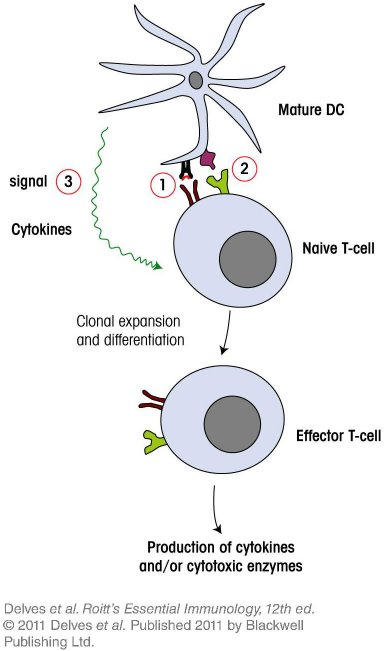 Mature DC
2
1
signal 3
Cytokines
Naive T-cell
Clonal expansion
and differentiation
Effector T-cell
Production of cytokines
and/or cytotoxic enzymes
Delves et al. Roitt's Essential Immunology, 12th ed.
© 2011 Delves et al. Published 2011 by Blackwell
Publishing Ltd.